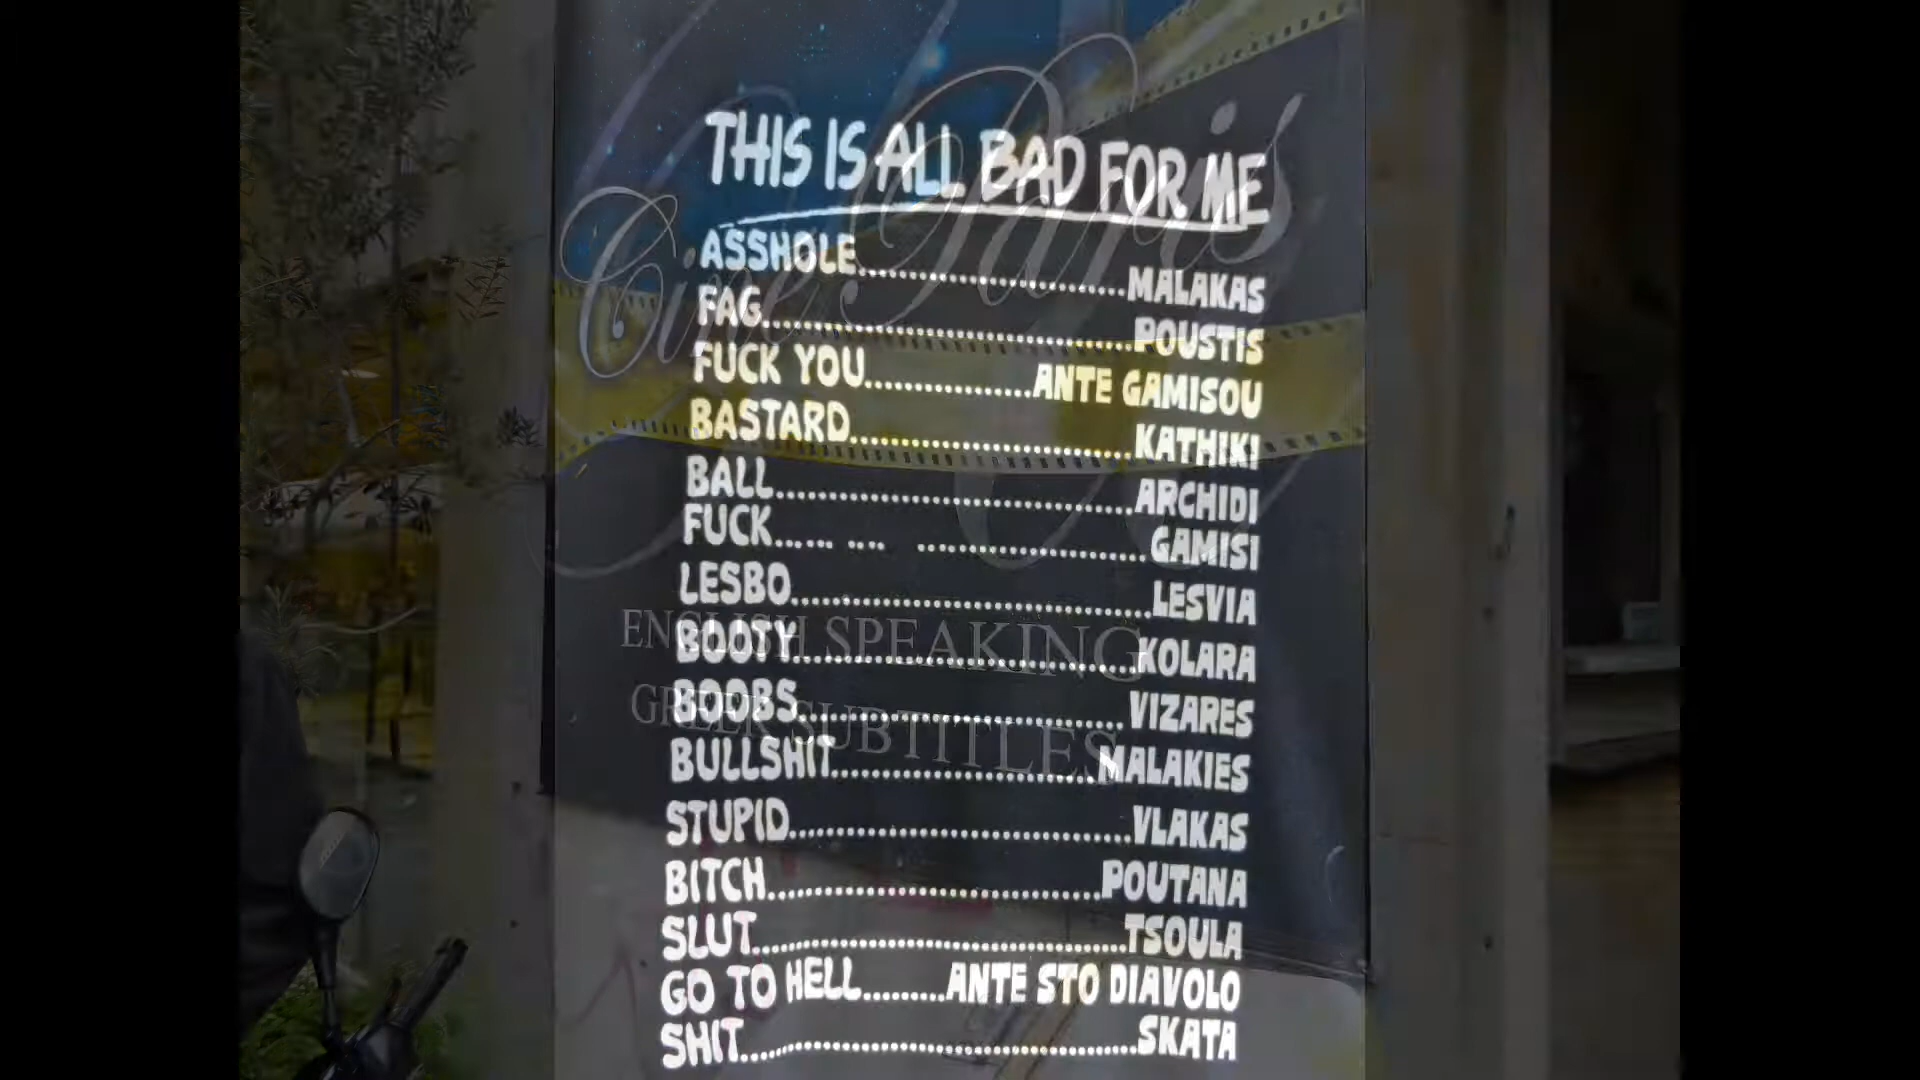 THIS IS ALL BAD FOR ME
Cine Paris
ASSHOLE..............................MALAKAS
FAG..............................POUSTIS
FUCK YOU..............ANTE GAMISOU
BASTARD..............................KATHIKI
BALL..............................ARCHIDI
FUCK...... .... ......................GAMISI
LESBO..............................LESVIA
ENGLISH SPEAKING
BOOTY..............................KOLARA
GREEK SUBTITLES
BOOBS..............................VIZARES
BULLSHIT..............................MALAKIES
STUPID..............................VLAKAS
BITCH..............................POUTANA
SLUT..............................TSOULA
GO TO HELL.........ANTE STO DIAVOLO
SHIT..............................SKATA